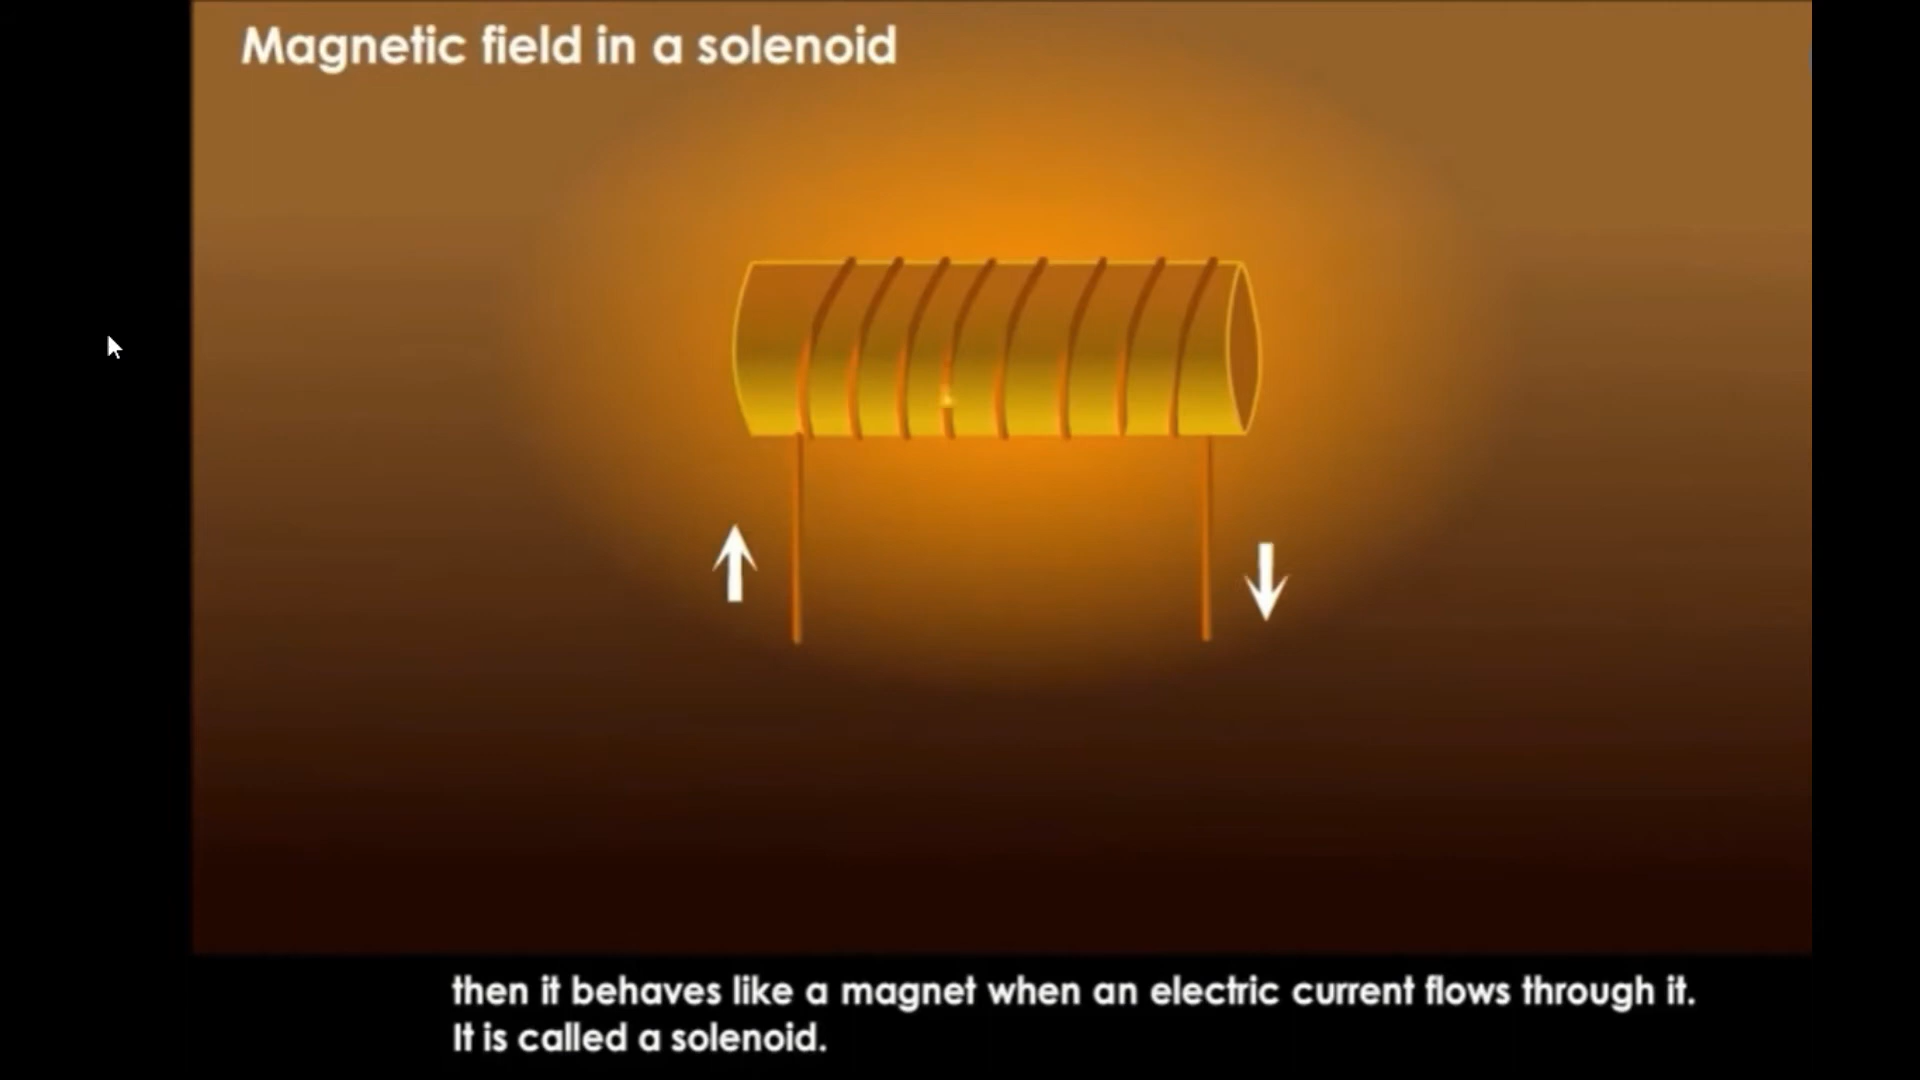 Magnetic field in a solenoid
then it behaves like a magnet when an electric current flows through it.
It is called a solenoid.